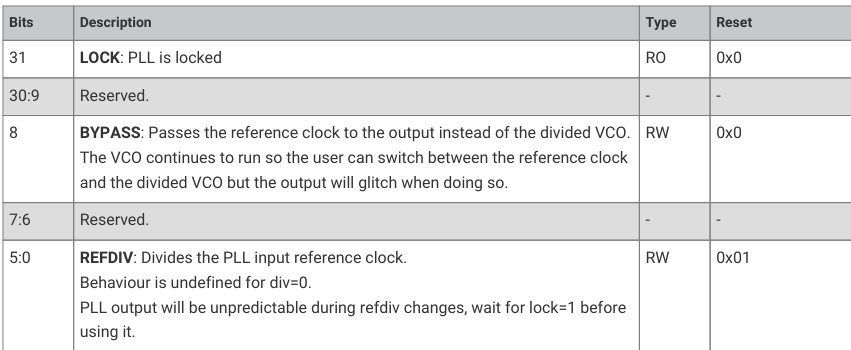 Bits Description Type Reset
31 LOCK: PLL is locked RO 0x0
30:9 Reserved. - -
8 BYPASS: Passes the reference clock to the output instead of the divided VCO. RW 0x0
The VCO continues to run so the user can switch between the reference clock
and the divided VCO but the output will glitch when doing so.
7:6 Reserved. - -
5:0 REFDIV: Divides the PLL input reference clock. RW 0x01
Behaviour is undefined for div=0.
PLL output will be unpredictable during refdiv changes, wait for lock=1 before
using it.